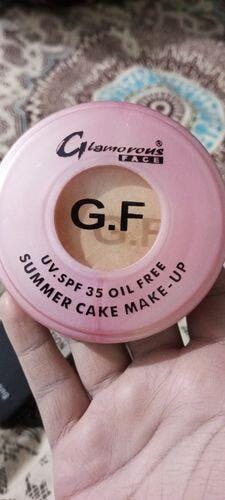 Glamorous®
FACE
G.F
UV.SPF 35 OIL FREE
SUMMER CAKE MAKE-UP